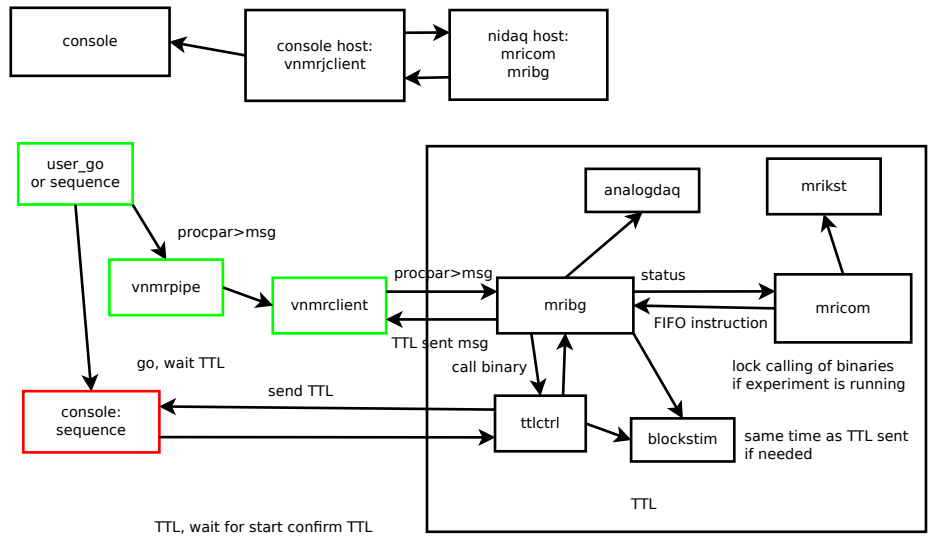 console
console host:
vnmrjclient
nidaq host:
mricom
mribg
user_go
or sequence
procpar>msg
vnmrpipe
vnmrclient
procpar>msg
TTL sent msg
analogdaq
mrikst
mribg
status
FIFO instruction
mricom
lock calling of binaries
if experiment is running
call binary
go, wait TTL
send TTL
console:
sequence
ttlctrl
blockstim
same time as TTL sent
if needed
TTL
TTL, wait for start confirm TTL